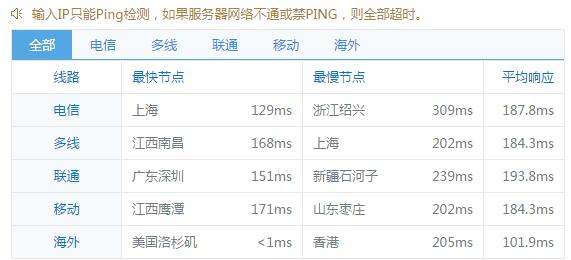 输入IP只能Ping检测，如果服务器网络不通或禁PING，则全部超时。
全部 电信 多线 联通 移动 海外
线路 最快节点 最慢节点 平均响应
电信 上海 129ms 浙江绍兴 309ms 187.8ms
多线 江西南昌 168ms 上海 202ms 184.3ms
联通 广东深圳 151ms 新疆石河子 239ms 193.8ms
移动 江西鹰潭 171ms 山东枣庄 202ms 184.3ms
海外 美国洛杉矶 <1ms 香港 205ms 101.9ms